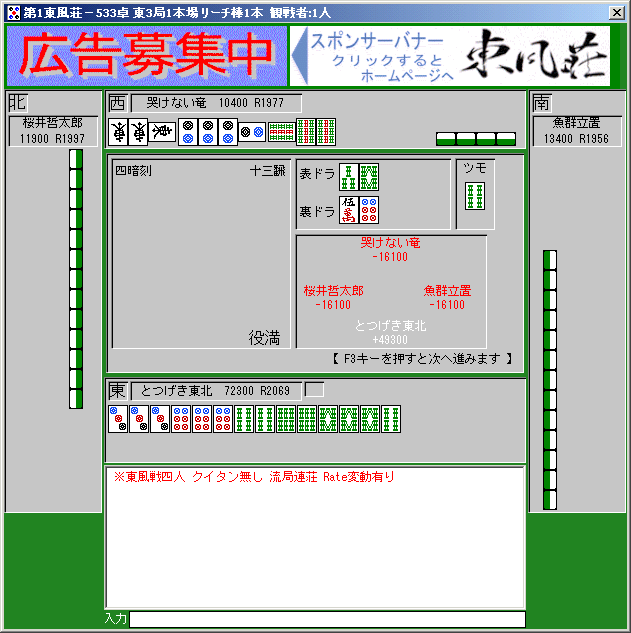 第1東風荘－533卓 東3局1本場リーチ棒1本 観戦者:1人
広告募集中
スポンサーバナー
クリックすると
ホームページへ
東風荘
北
桜井哲太郎
11900 R1997
西
哭けない竜 10400 R1977
南
魚群立置
13400 R1956
四暗刻 十三飜
役満
表ドラ
裏ドラ
伍萬
ツモ
哭けない竜
-16100
桜井哲太郎
-16100
魚群立置
-16100
とつげき東北
+49300
【 F3キーを押すと次へ進みます 】
東
とつげき東北 72300 R2069
※東風戦四人 クイタン無し 流局連荘 Rate変動有り
入力